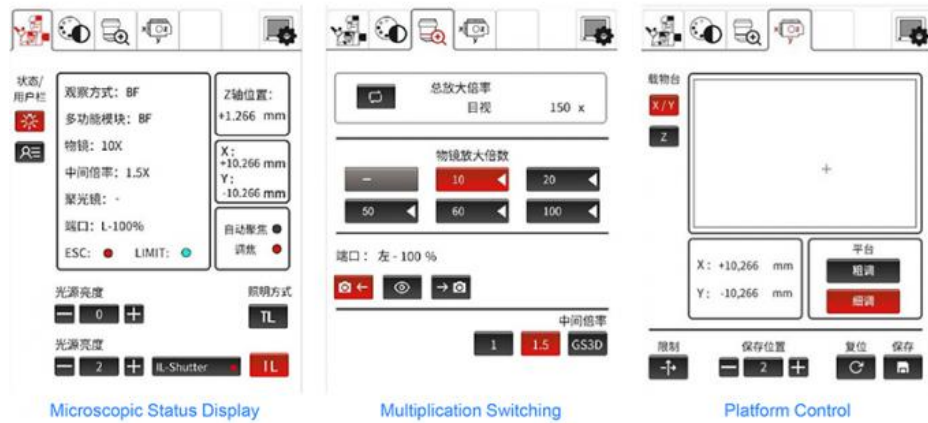 状态/
用户栏
观察方式：BF
多功能模块：BF
物镜：10X
中间倍率：1.5X
聚光镜：-
端口：L-100%
ESC: LIMIT:
Z轴位置：
+1.266 mm
X：
+10.266 mm
Y：
-10.266 mm
自动聚焦
调焦
光源亮度
照明方式
0
TL
光源亮度
2
IL-Shutter
IL
Microscopic Status Display
总放大倍率
目视 150 x
物镜放大倍数
10 20
50 60 100
端口：左-100 %
中间倍率
1 1.5 GS3D
Multiplication Switching
载物台
X/Y
Z
X：+10,266 mm
Y：-10,266 mm
平台
粗调
细调
限制 保存位置 复位 保存
2
Platform Control